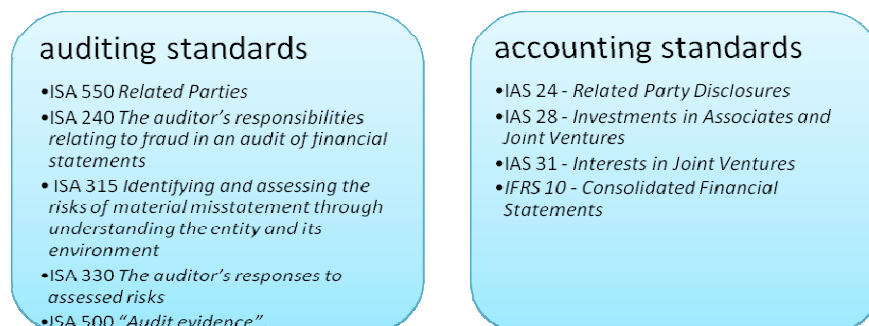 auditing standards
•ISA 550 Related Parties
•ISA 240 The auditor's responsibilities
relating to fraud in an audit of financial
statements
• ISA 315 Identifying and assessing the
risks of material misstatement through
understanding the entity and its
environment
•ISA 330 The auditor's responses to
assessed risks
•ISA 500 "Audit evidence".
accounting standards
•IAS 24 - Related Party Disclosures
•IAS 28 - Investments in Associates and
Joint Ventures
•IAS 31 - Interests in Joint Ventures
•IFRS 10 - Consolidated Financial
Statements